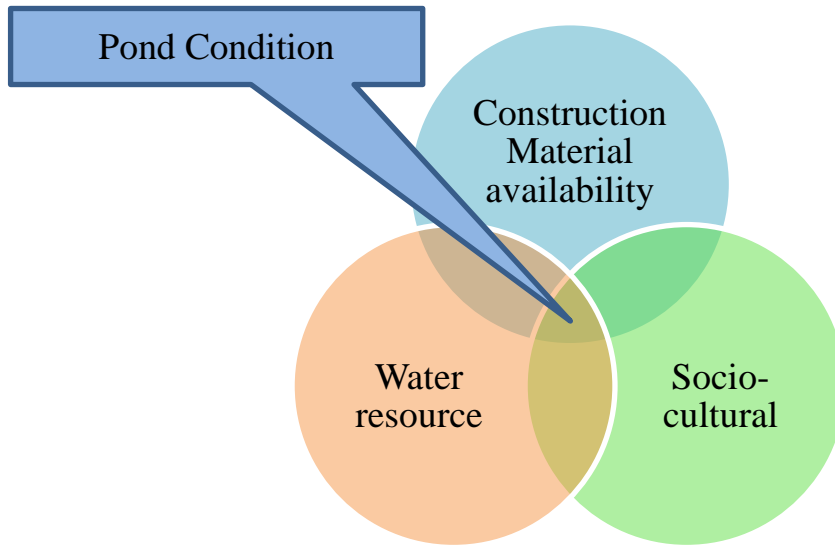 Pond Condition
Construction
Material
availability
Water
resource
Socio-
cultural